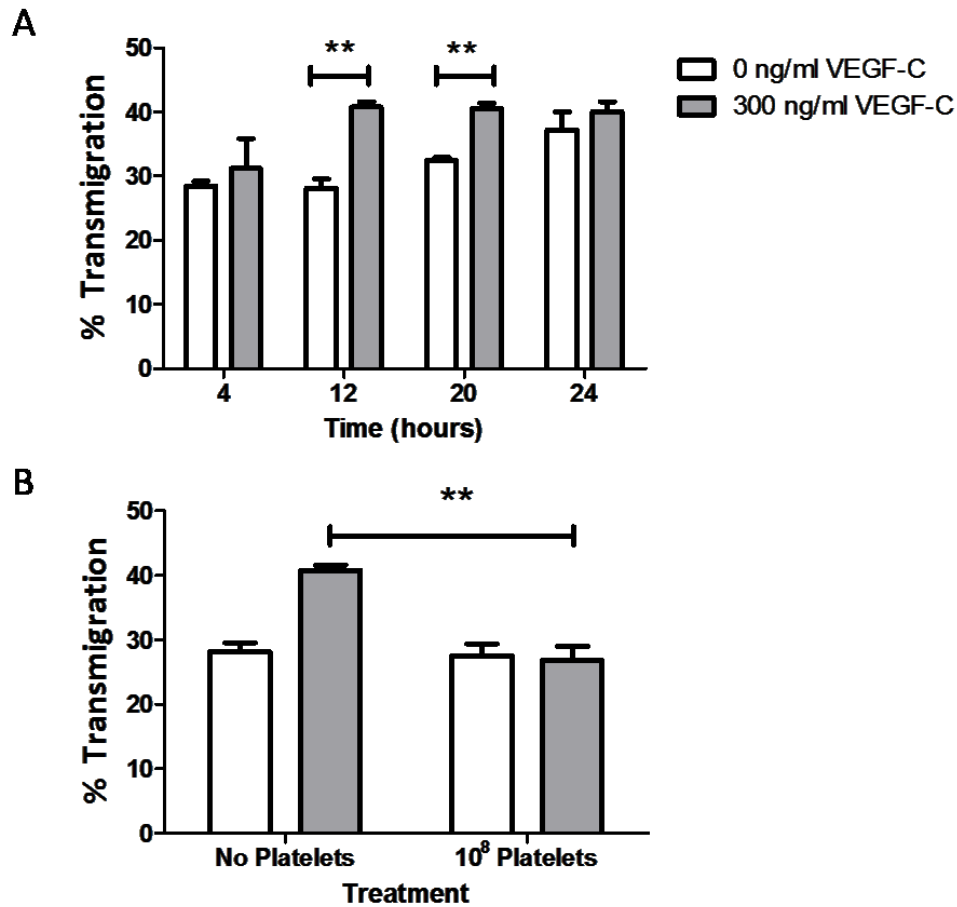 A
% Transmigration
50
40
30
20
10
0
** **
4 12 20 24
Time (hours)
0 ng/ml VEGF-C
300 ng/ml VEGF-C
B
% Transmigration
50
40
30
20
10
0
**
No Platelets 10⁸ Platelets
Treatment